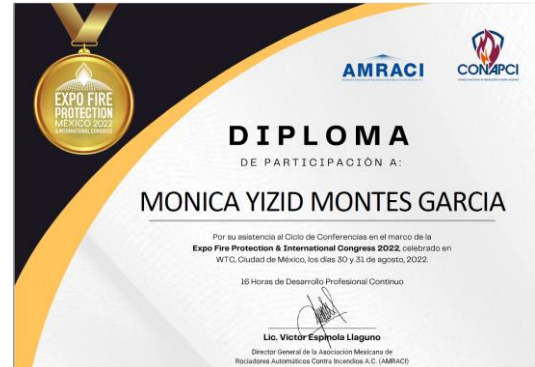 EXPO FIRE
PROTECTION
MÉXICO 2022
& INTERNATIONAL CONGRESS
AMRACI
CONAPCI
DIPLOMA
DE PARTICIPACIÓN A:
MONICA YIZID MONTES GARCIA
Por su asistencia al Ciclo de Conferencias en el marco de la
Expo Fire Protection & International Congress 2022, celebrado en
WTC, Ciudad de México, los días 30 y 31 de agosto, 2022.
16 Horas de Desarrollo Profesional Continuo
Lic. Victor Espínola Llaguno
Director General de la Asociación Mexicana de
Rociadores Automáticos Contra Incendios A.C. (AMRACI)